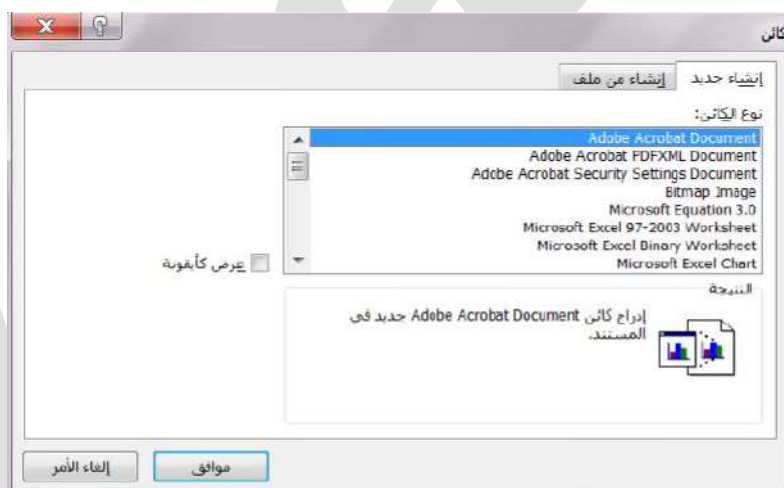 كائن
إنشاء جديد
إنشاء من ملف
نوع الكائن:
Adobe Acrobat Document
Adobe Acrobat PDFXML Document
Adobe Acrobat Security Settings Document
Bitmap Image
Microsoft Equation 3.0
Microsoft Excel 97-2003 Worksheet
Microsoft Excel Binary Worksheet
Microsoft Excel Chart
عرض كأيقونة
النتيجة
إدراج كائن Adobe Acrobat Document جديد في
المستند.
موافق
إلغاء الأمر